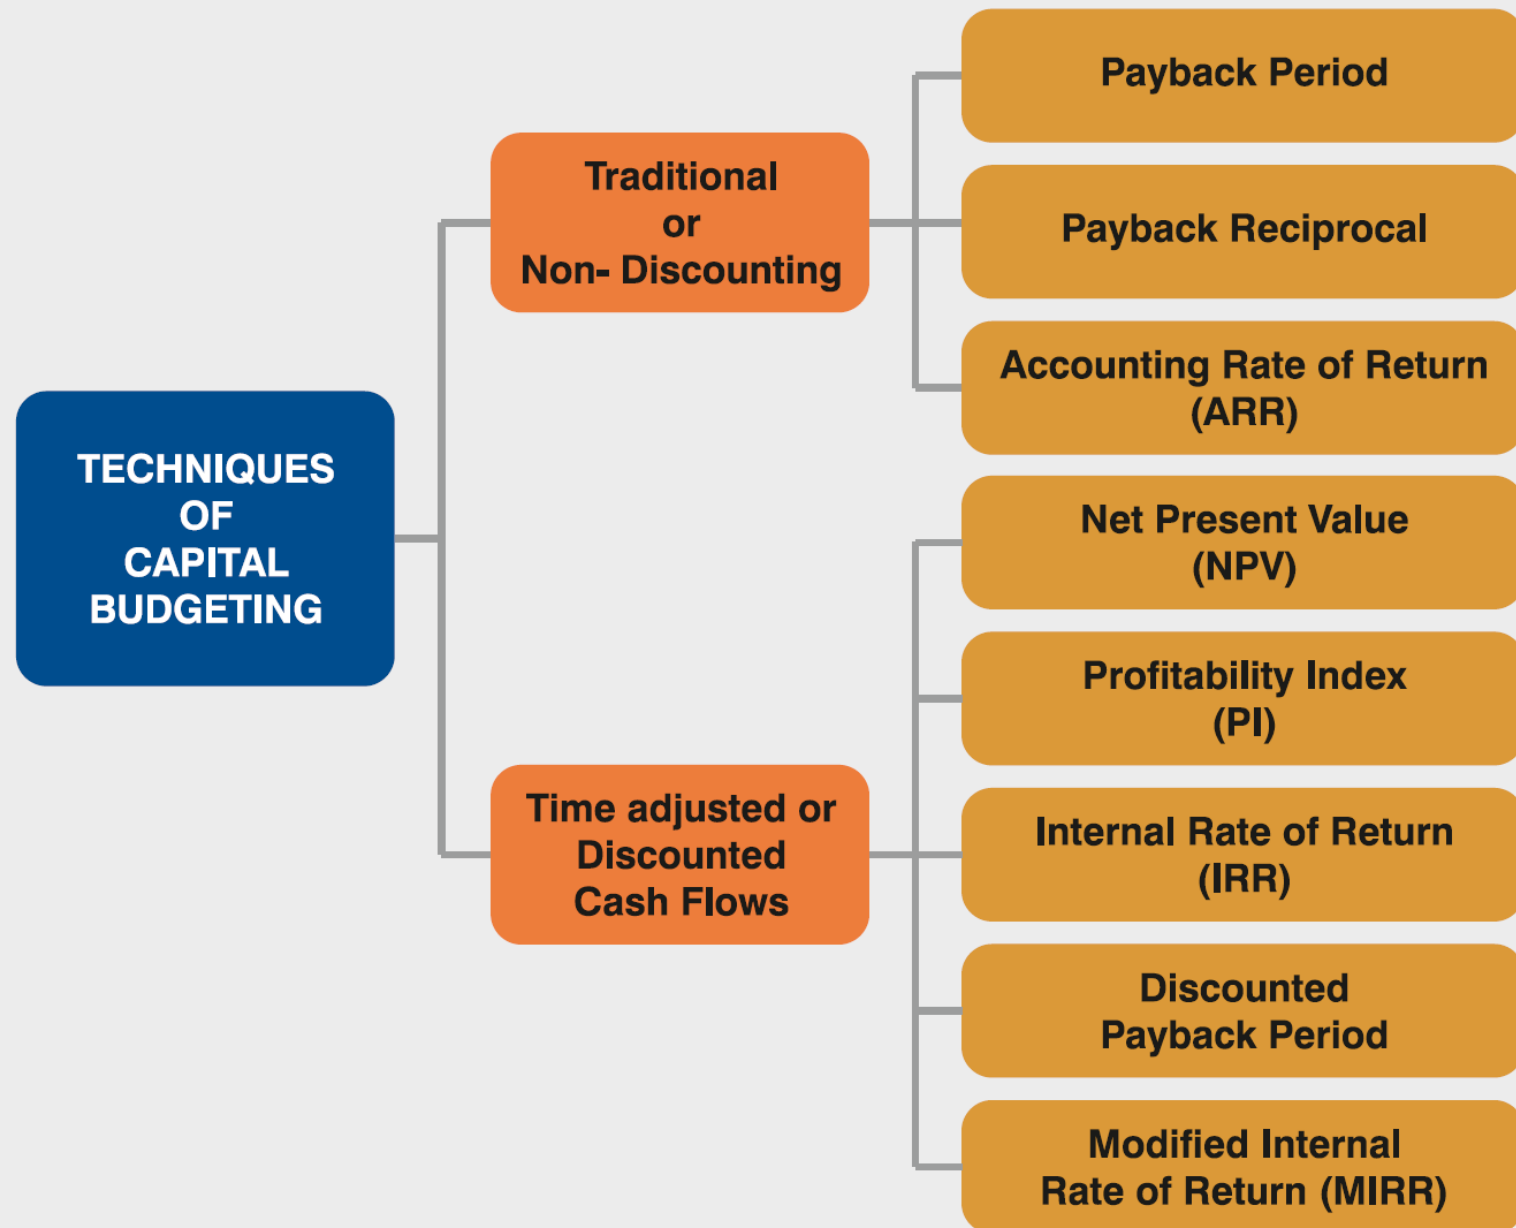 TECHNIQUES
OF
CAPITAL
BUDGETING
Traditional
or
Non- Discounting
Payback Period
Payback Reciprocal
Accounting Rate of Return
(ARR)
Time adjusted or
Discounted
Cash Flows
Net Present Value
(NPV)
Profitability Index
(PI)
Internal Rate of Return
(IRR)
Discounted
Payback Period
Modified Internal
Rate of Return (MIRR)